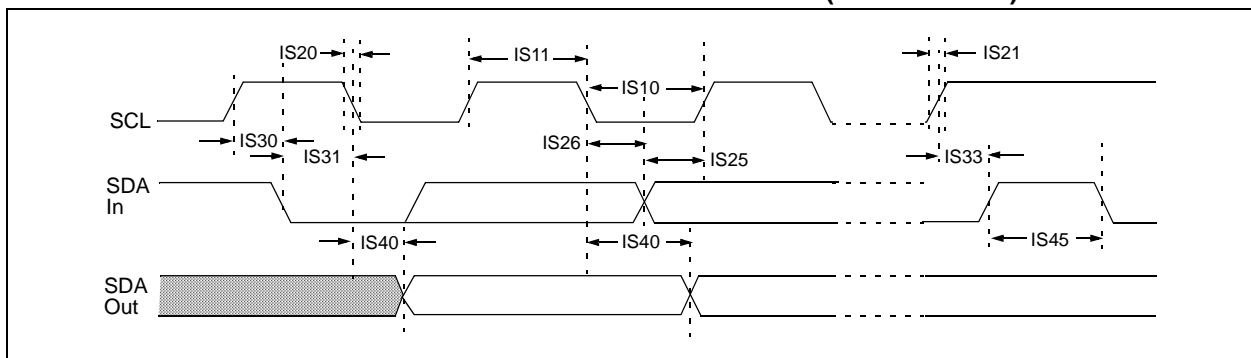 IS20
IS11
IS21
IS10
SCL
IS30
IS31
IS26
IS25
IS33
SDA
In
IS40
IS40
IS45
SDA
Out